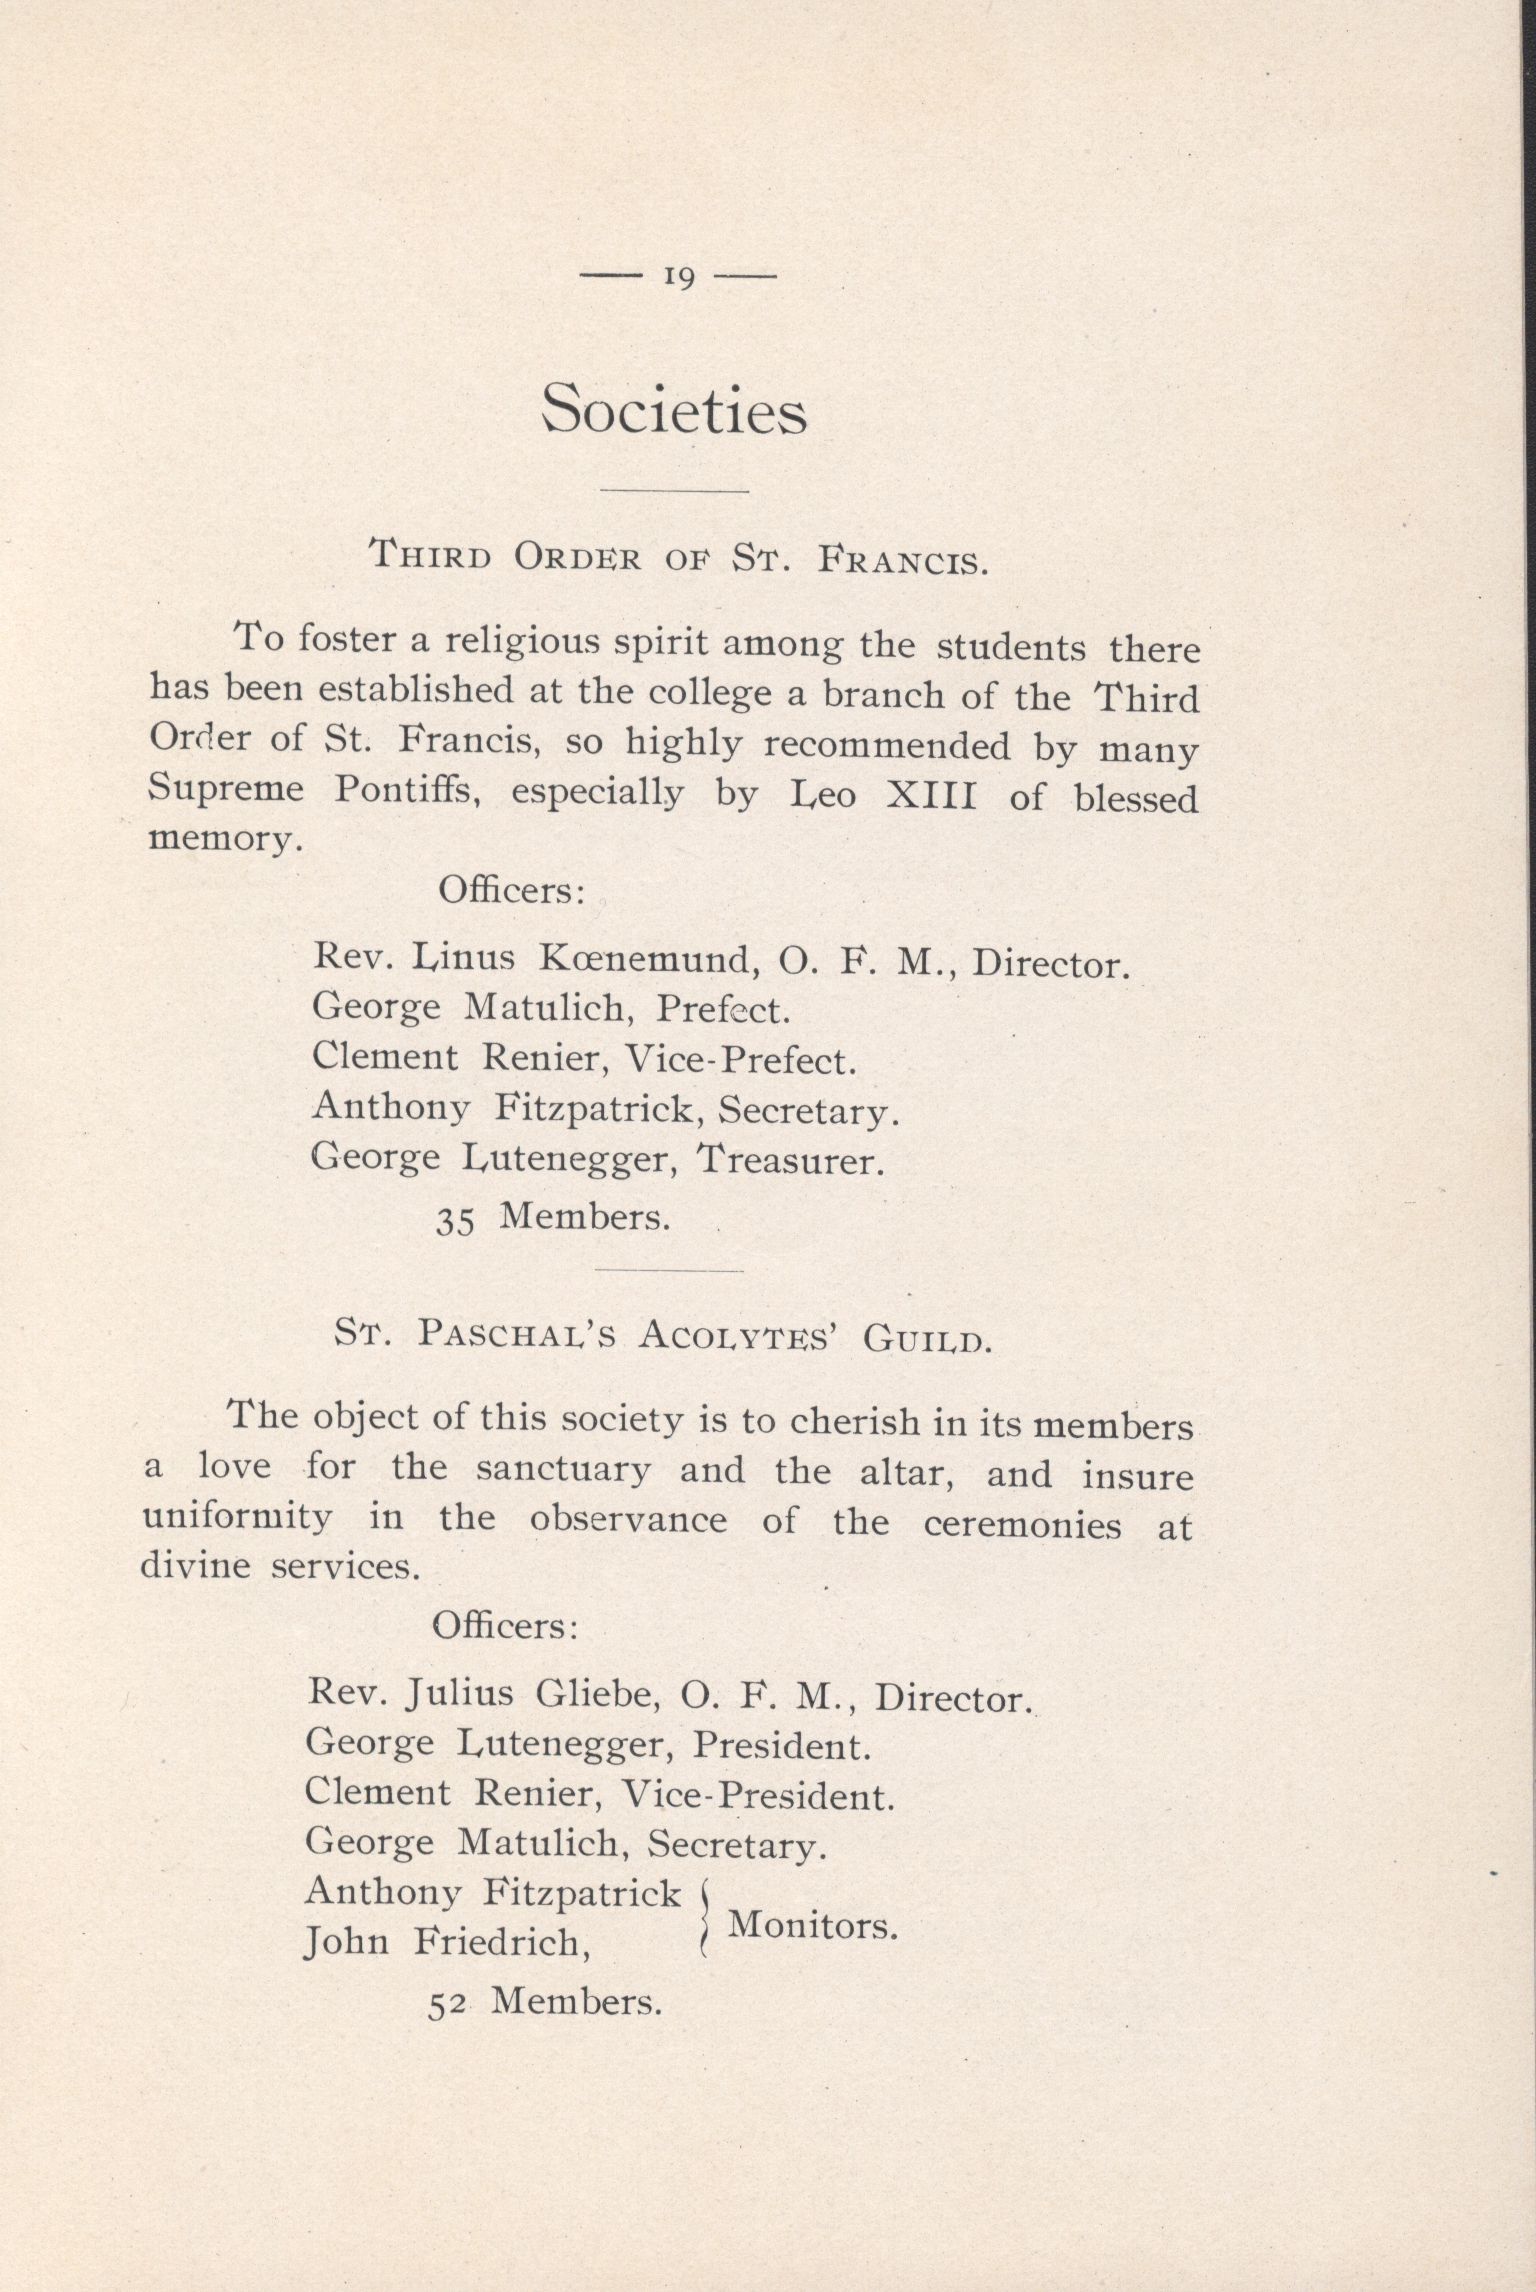 — 19 —
Societies
Third Order of St. Francis.
To foster a religious spirit among the students there
has been established at the college a branch of the Third
Order of St. Francis, so highly recommended by many
Supreme Pontiffs, especially by Leo XIII of blessed
memory.
Officers:
Rev. Linus Kœnemund, O. F. M., Director.
George Matulich, Prefect.
Clement Renier, Vice-Prefect.
Anthony Fitzpatrick, Secretary.
George Lutenegger, Treasurer.
35 Members.
St. Paschal's Acolytes' Guild.
The object of this society is to cherish in its members
a love for the sanctuary and the altar, and insure
uniformity in the observance of the ceremonies at
divine services.
Officers:
Rev. Julius Gliebe, O. F. M., Director.
George Lutenegger, President.
Clement Renier, Vice-President.
George Matulich, Secretary.
Anthony Fitzpatrick
John Friedrich,
} Monitors.
52 Members.